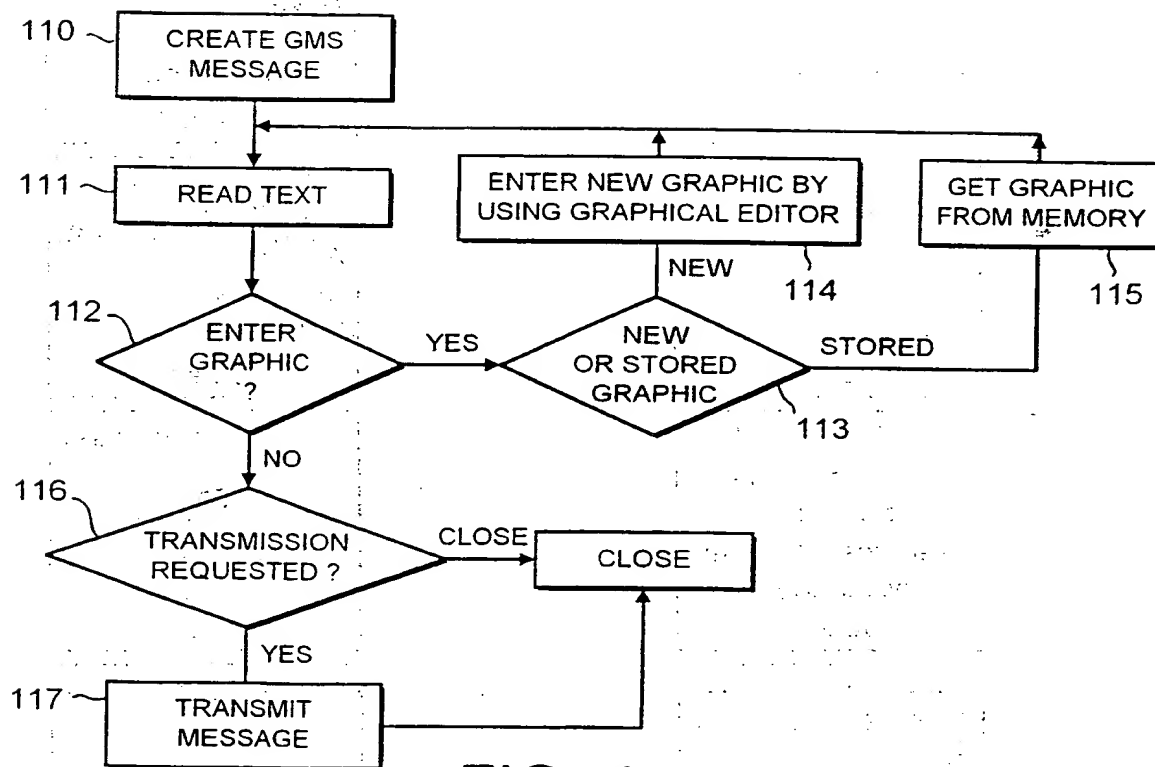 110
CREATE GMS
MESSAGE
111
READ TEXT
ENTER NEW GRAPHIC BY
USING GRAPHICAL EDITOR
114
GET GRAPHIC
FROM MEMORY
115
112
ENTER
GRAPHIC
?
YES
NEW
NEW
OR STORED
GRAPHIC
113
STORED
NO
116
TRANSMISSION
REQUESTED ?
CLOSE
CLOSE
YES
117
TRANSMIT
MESSAGE